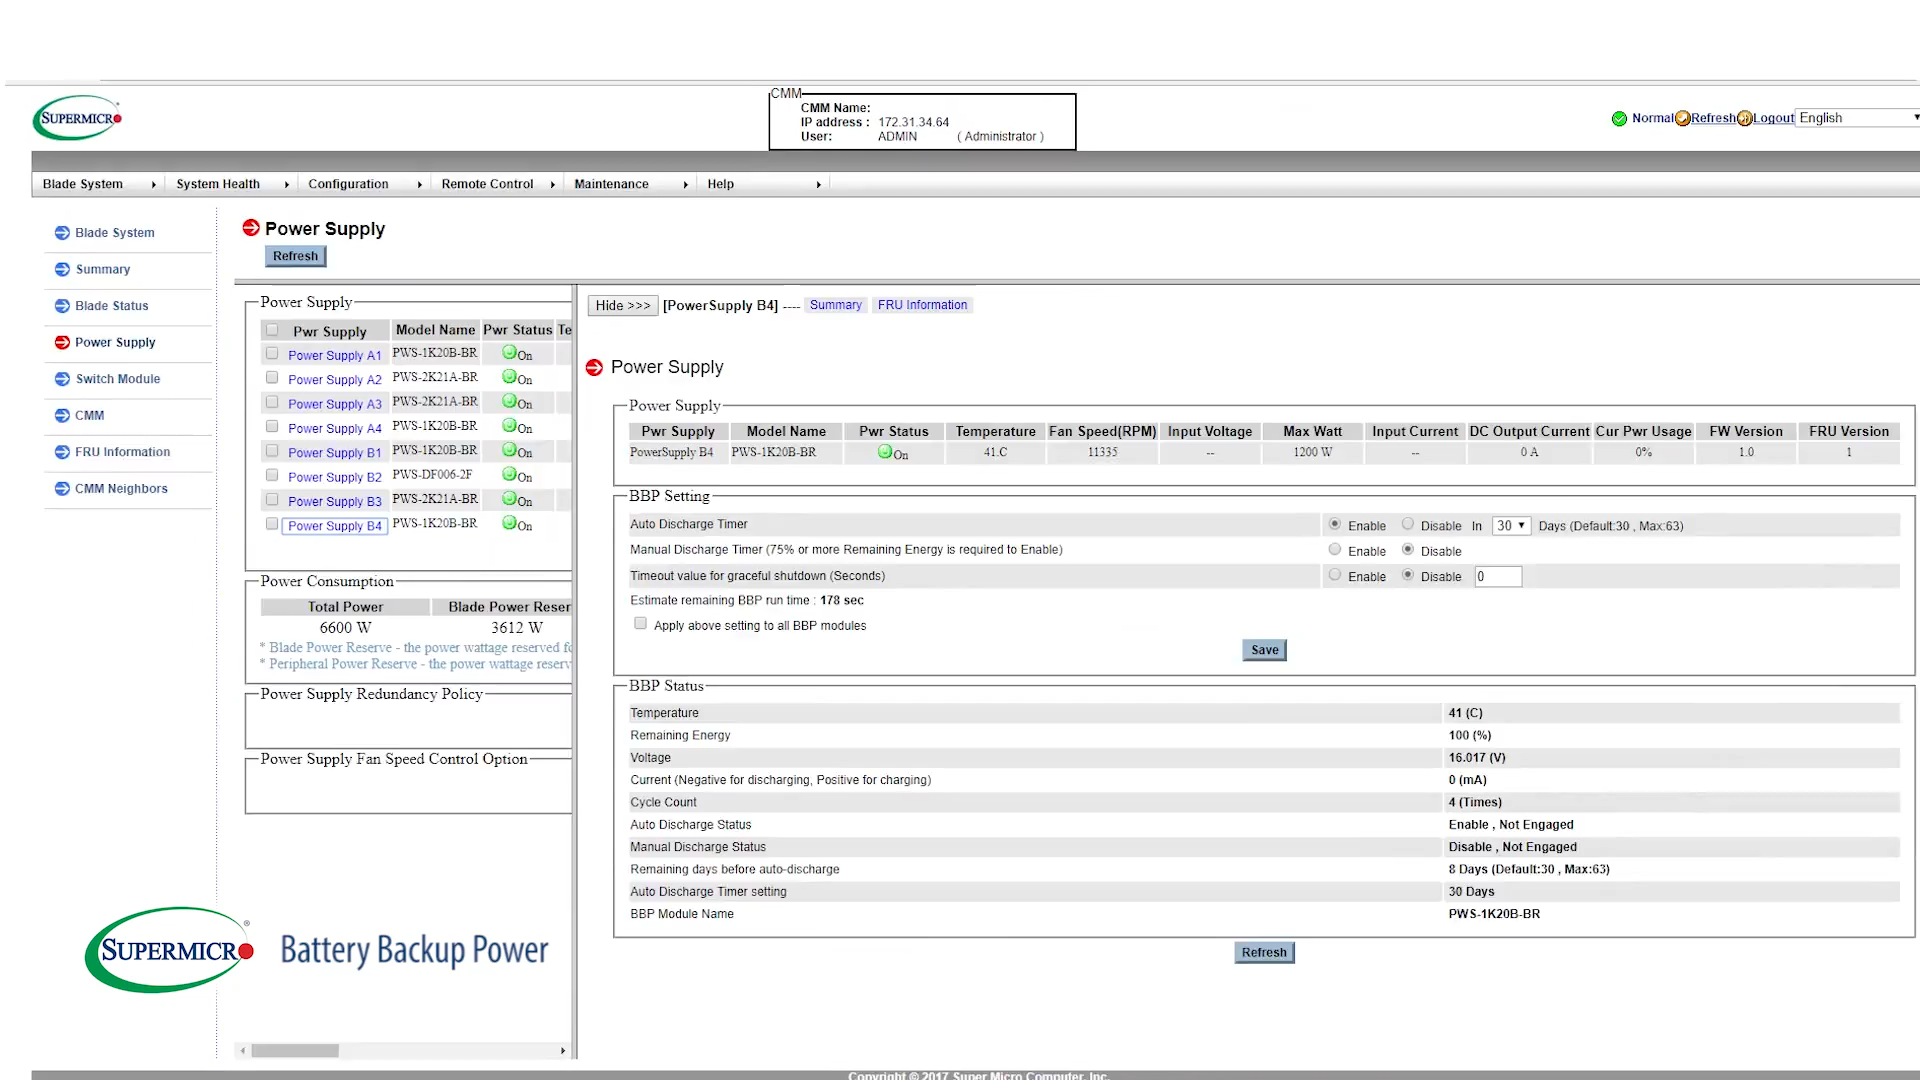 CMM
SUPERMICR
CMM Name:
IP address : 172.31.34.64
User: ADMIN ( Administrator )
Normal Refresh Logout English
Blade System System Health Configuration Remote Control Maintenance Help
Blade System
Summary
Blade Status
Power Supply
Switch Module
CMM
FRU Information
CMM Neighbors
Power Supply
Refresh
Power Supply
Pwr Supply Model Name Pwr Status Te
Power Supply A1 PWS-1K20B-BR On
Power Supply A2 PWS-2K21A-BR On
Power Supply A3 PWS-2K21A-BR On
Power Supply A4 PWS-1K20B-BR On
Power Supply B1 PWS-1K20B-BR On
Power Supply B2 PWS-DF006-2F On
Power Supply B3 PWS-2K21A-BR On
Power Supply B4 PWS-1K20B-BR On
Power Consumption
Total Power Blade Power Reser
6600 W 3612 W
* Blade Power Reserve - the power wattage reserved fo
* Peripheral Power Reserve - the power wattage reserv
Power Supply Redundancy Policy
Power Supply Fan Speed Control Option
Hide >>> [PowerSupply B4] ---- Summary FRU Information
Power Supply
Power Supply
Pwr Supply Model Name Pwr Status Temperature Fan Speed(RPM) Input Voltage Max Watt Input Current DC Output Current Cur Pwr Usage FW Version FRU Version
PowerSupply B4 PWS-1K20B-BR On 41.C 11335 -- 1200 W -- 0 A 0% 1.0 1
BBP Setting
Auto Discharge Timer Enable Disable In 30 Days (Default:30 , Max:63)
Manual Discharge Timer (75% or more Remaining Energy is required to Enable) Enable Disable
Timeout value for graceful shutdown (Seconds) Enable Disable 0
Estimate remaining BBP run time : 178 sec
Apply above setting to all BBP modules
Save
BBP Status
Temperature 41 (C)
Remaining Energy 100 (%)
Voltage 16.017 (V)
Current (Negative for discharging, Positive for charging) 0 (mA)
Cycle Count 4 (Times)
Auto Discharge Status Enable , Not Engaged
Manual Discharge Status Disable , Not Engaged
Remaining days before auto-discharge 8 Days (Default:30 , Max:63)
Auto Discharge Timer setting 30 Days
BBP Module Name PWS-1K20B-BR
Refresh
SUPERMICR ® Battery Backup Power
Copyright © 2017 Super Micro Computer, Inc.